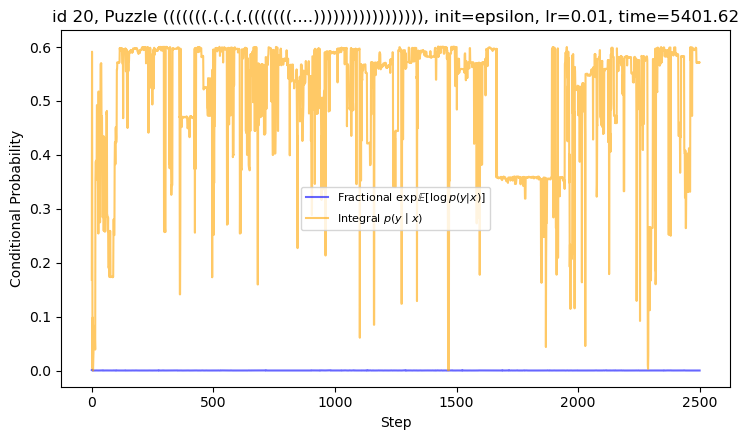 id 20, Puzzle (((((((.(.(.(.(((((((....))))))))))))))))), init=epsilon, lr=0.01, time=5401.62
0.6
0.5
0.4
0.3
0.2
0.1
0.0
Conditional Probability
Fractional exp𝔼[log p(y|x)]
Integral p(y | x)
0 500 1000 1500 2000 2500
Step